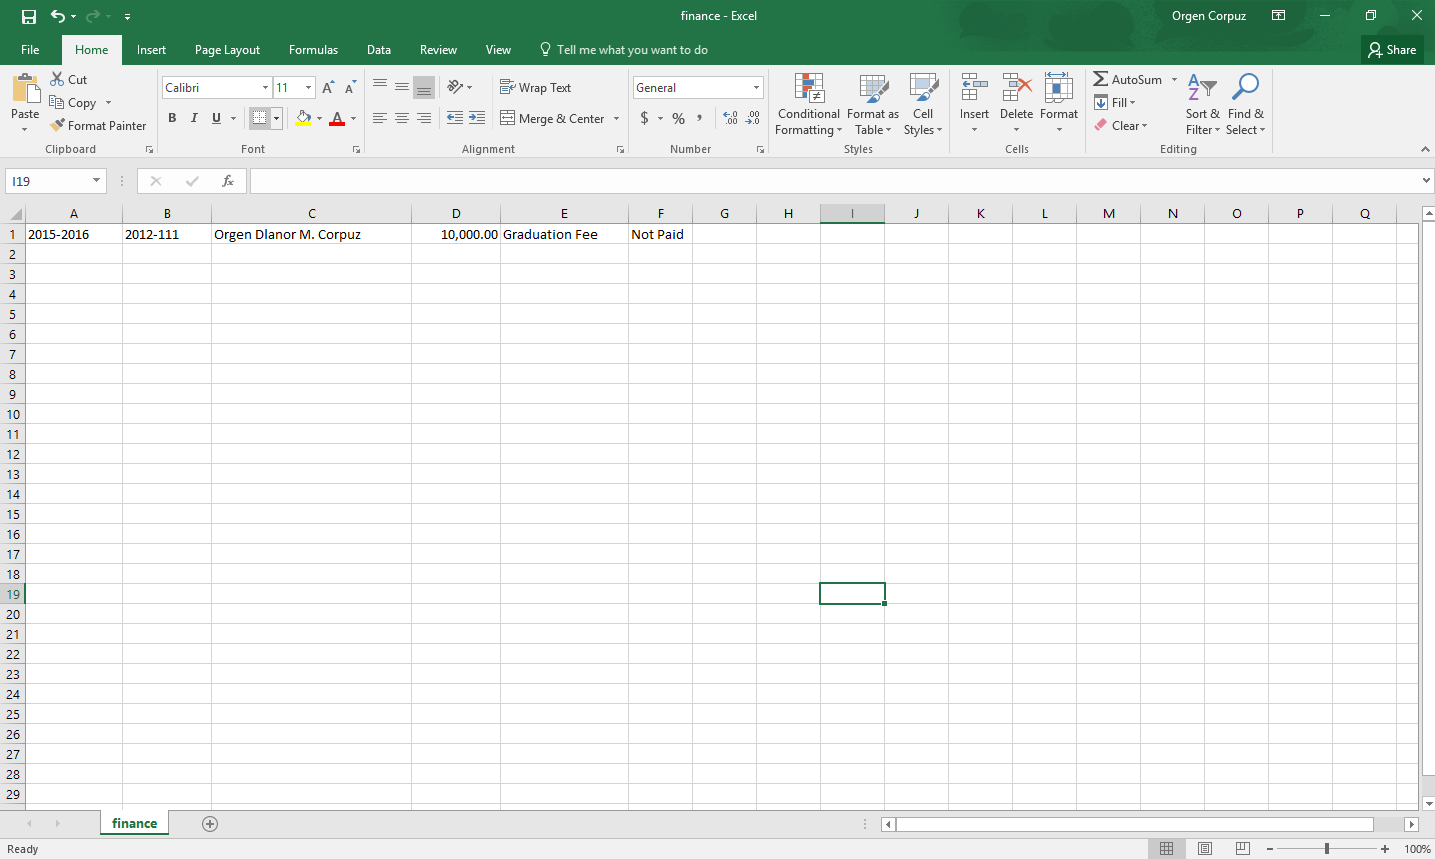 finance - Excel
Orgen Corpuz
File Home Insert Page Layout Formulas Data Review View Tell me what you want to do Share
Paste
Cut
Copy
Format Painter
Clipboard
Calibri 11 A A
B I U A
Font
Wrap Text
Merge & Center
Alignment
General
$ % , .00 .0
Number
Conditional Formatting
Format as Table
Cell Styles
Styles
Insert Delete Format
Cells
AutoSum
Fill
Clear
Sort & Filter
Find & Select
Editing
I19 fx
A B C D E F G H I J K L M N O P Q
1 2015-2016 2012-111 Orgen Dlanor M. Corpuz 10,000.00 Graduation Fee Not Paid
2
3
4
5
6
7
8
9
10
11
12
13
14
15
16
17
18
19
20
21
22
23
24
25
26
27
28
29
finance
Ready
100%